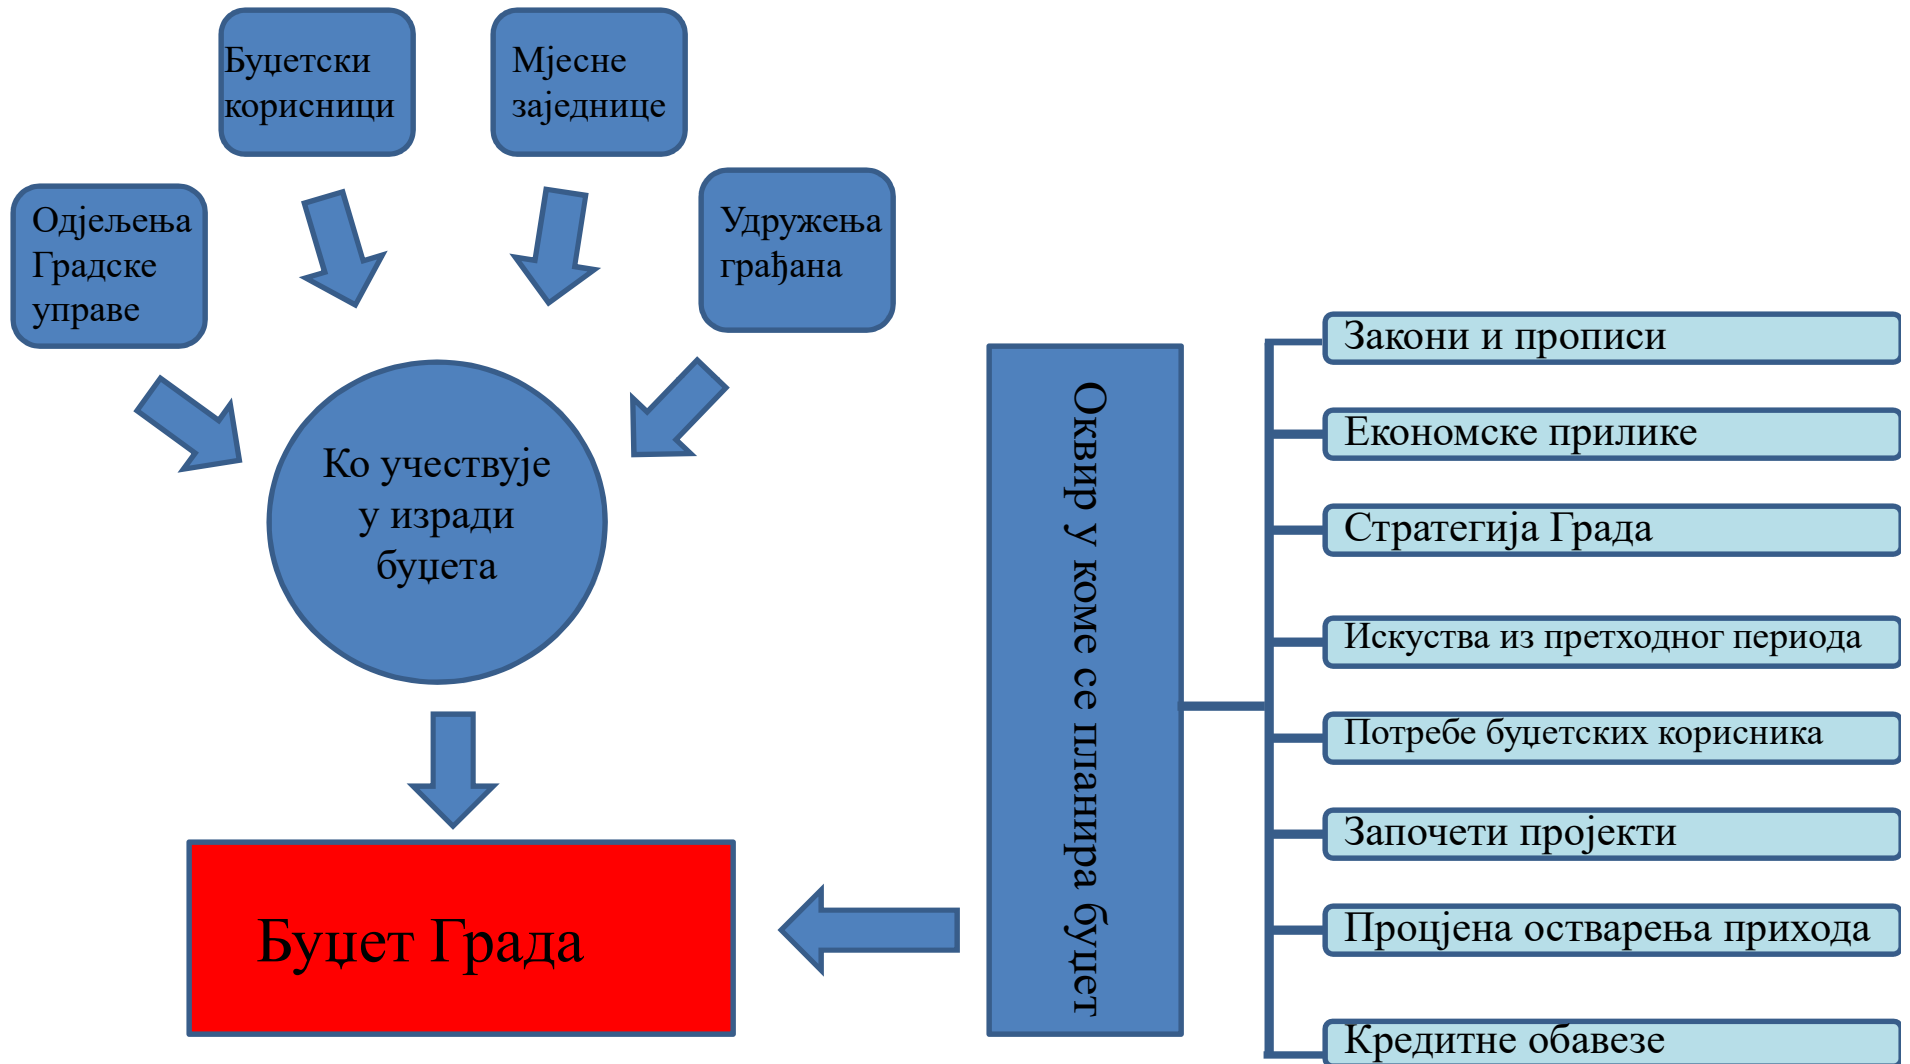 Буџетски
корисници
Мјесне
заједнице
Одјељења
Градске
управе
Удружења
грађана
Ко учествује
у изради
буџета
Буџет Града
Оквир у коме се планира буџет
Закони и прописи
Економске прилике
Стратегија Града
Искуства из претходног периода
Потребе буџетских корисника
Започети пројекти
Процјена остварења прихода
Кредитне обавезе